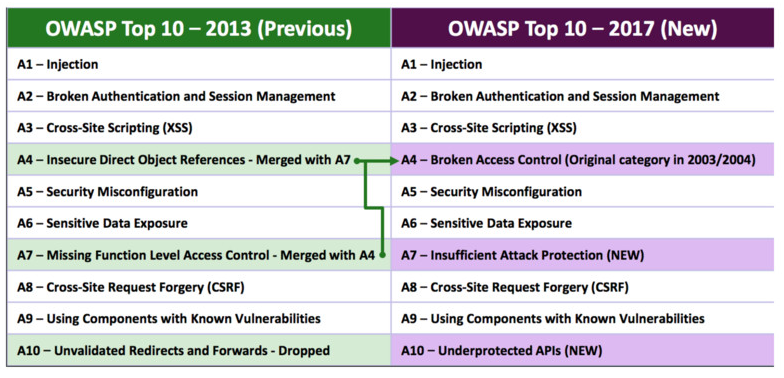 OWASP Top 10 – 2013 (Previous) OWASP Top 10 – 2017 (New)
A1 – Injection A1 – Injection
A2 – Broken Authentication and Session Management A2 – Broken Authentication and Session Management
A3 – Cross-Site Scripting (XSS) A3 – Cross-Site Scripting (XSS)
A4 – Insecure Direct Object References - Merged with A7 A4 – Broken Access Control (Original category in 2003/2004)
A5 – Security Misconfiguration A5 – Security Misconfiguration
A6 – Sensitive Data Exposure A6 – Sensitive Data Exposure
A7 – Missing Function Level Access Control - Merged with A4 A7 – Insufficient Attack Protection (NEW)
A8 – Cross-Site Request Forgery (CSRF) A8 – Cross-Site Request Forgery (CSRF)
A9 – Using Components with Known Vulnerabilities A9 – Using Components with Known Vulnerabilities
A10 – Unvalidated Redirects and Forwards - Dropped A10 – Underprotected APIs (NEW)